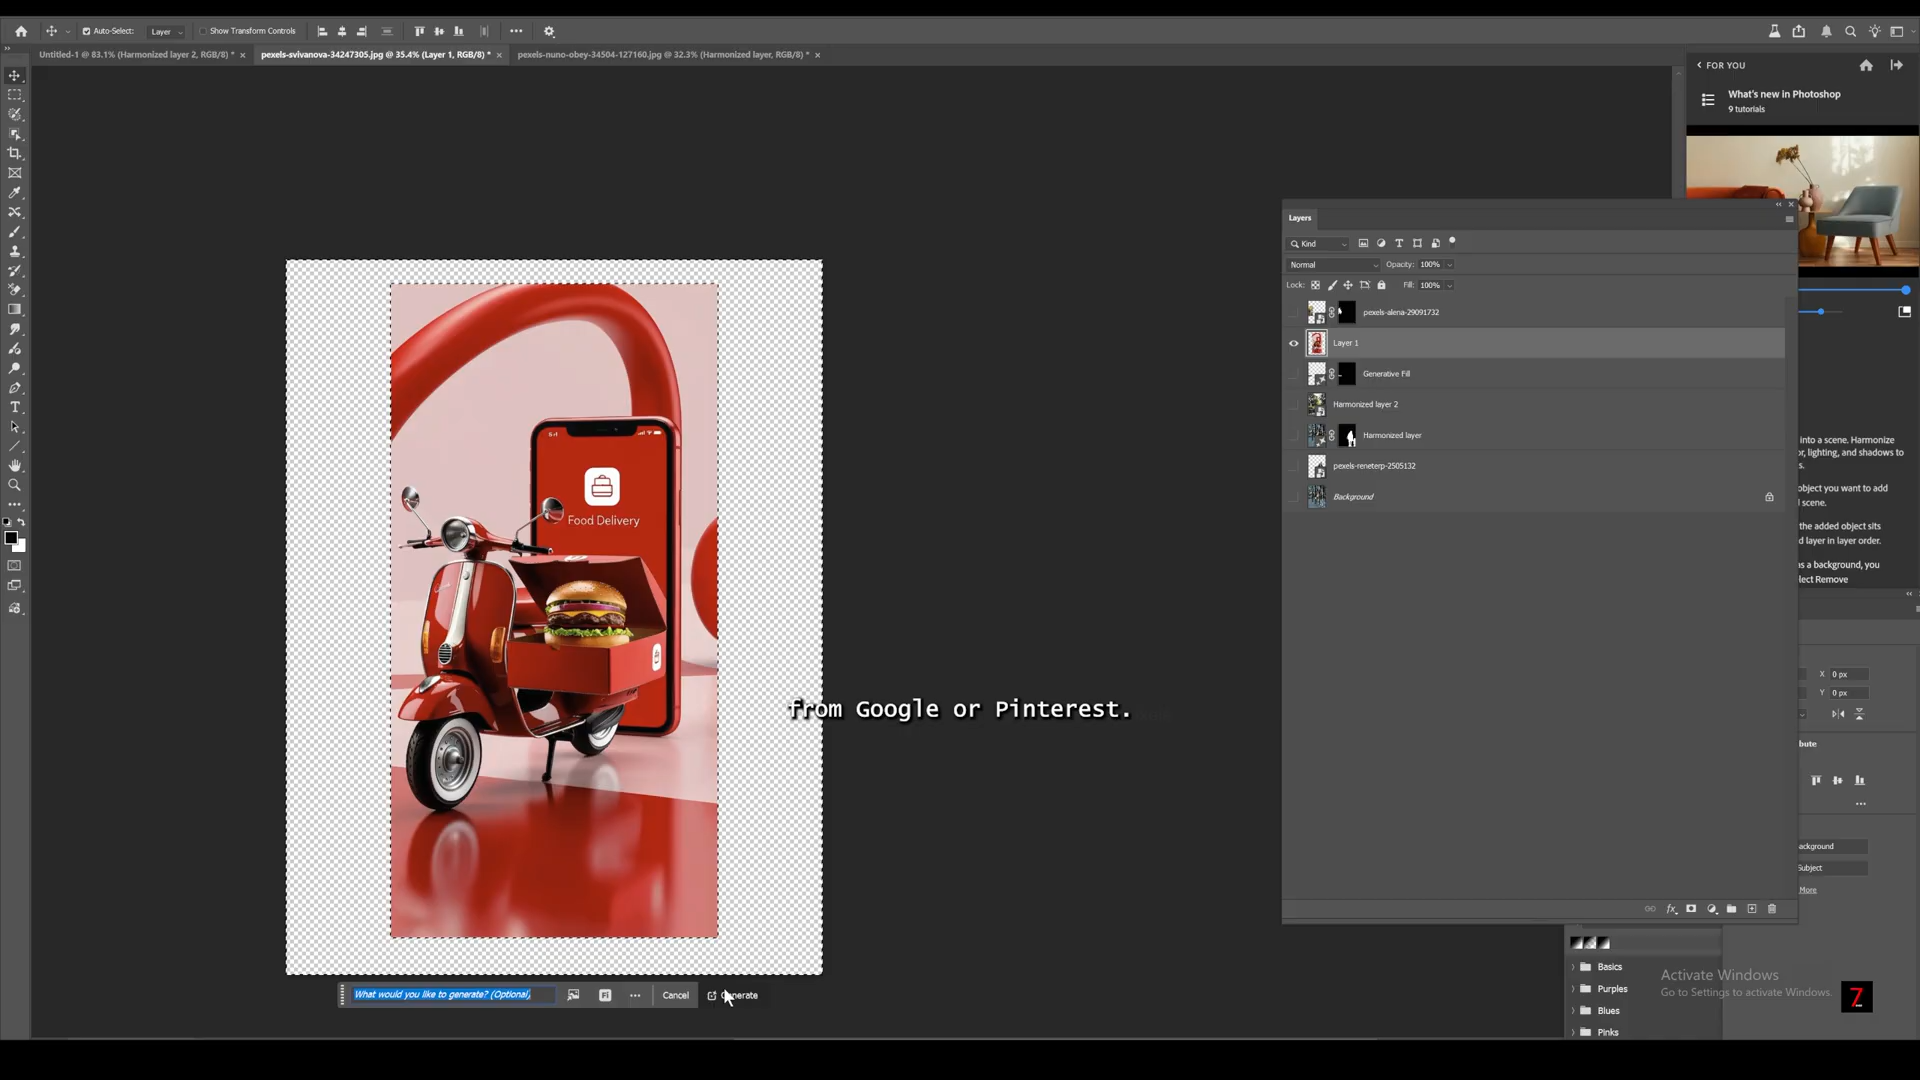 Auto-Select:
Layer
Show Transform Controls
Untitled-1 @ 83.1% (Harmonized layer 2, RGB/8) *
pexels-svivanova-34247305.jpg @ 35.4% (Layer 1, RGB/8) *
pexels-nuno-obey-34504-127160.jpg @ 32.3% (Harmonized layer, RGB/8) *
FOR YOU
What's new in Photoshop
9 tutorials
Layers
Kind
Normal
Opacity: 100%
Lock:
Fill: 100%
pexels-alena-29091732
Layer 1
Generative Fill
Harmonized layer 2
Harmonized layer
pexels-reneterp-2505132
Background
into a scene. Harmonize
or, lighting, and shadows to
s.
object you want to add
d scene.
the added object sits
d layer in layer order.
as a background, you
elect Remove
Food Delivery
from Google or Pinterest.
X 0 px
Y 0 px
bute
ackground
Subject
More
What would you like to generate? (Optional)
Fi
Cancel
Basics
Purples
Blues
Pinks
Activate Windows
Go to Settings to activate Windows.
Z